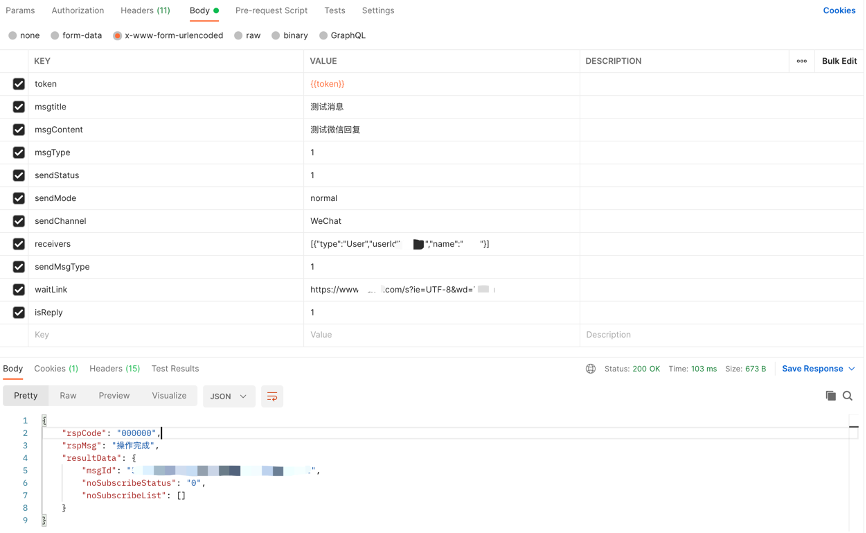 Params Authorization Headers (11) Body Pre-request Script Tests Settings Cookies
none form-data x-www-form-urlencoded raw binary GraphQL
KEY VALUE DESCRIPTION Bulk Edit
token {{token}}
msgtitle 测试消息
msgContent 测试微信回复
msgType 1
sendStatus 1
sendMode normal
sendChannel WeChat
receivers [{"type":"User","userId":" ","name":" "}]
sendMsgType 1
waitLink https://www .com/s?ie=UTF-8&wd=
isReply 1
Key Value Description
Body Cookies (1) Headers (15) Test Results Status: 200 OK Time: 103 ms Size: 673 B Save Response
Pretty Raw Preview Visualize JSON
1 {
2 "rspCode": "000000",
3 "rspMsg": "操作完成",
4 "resultData": {
5 "msgId": " ",
6 "noSubscribeStatus": "0",
7 "noSubscribeList": []
8 }
9 }